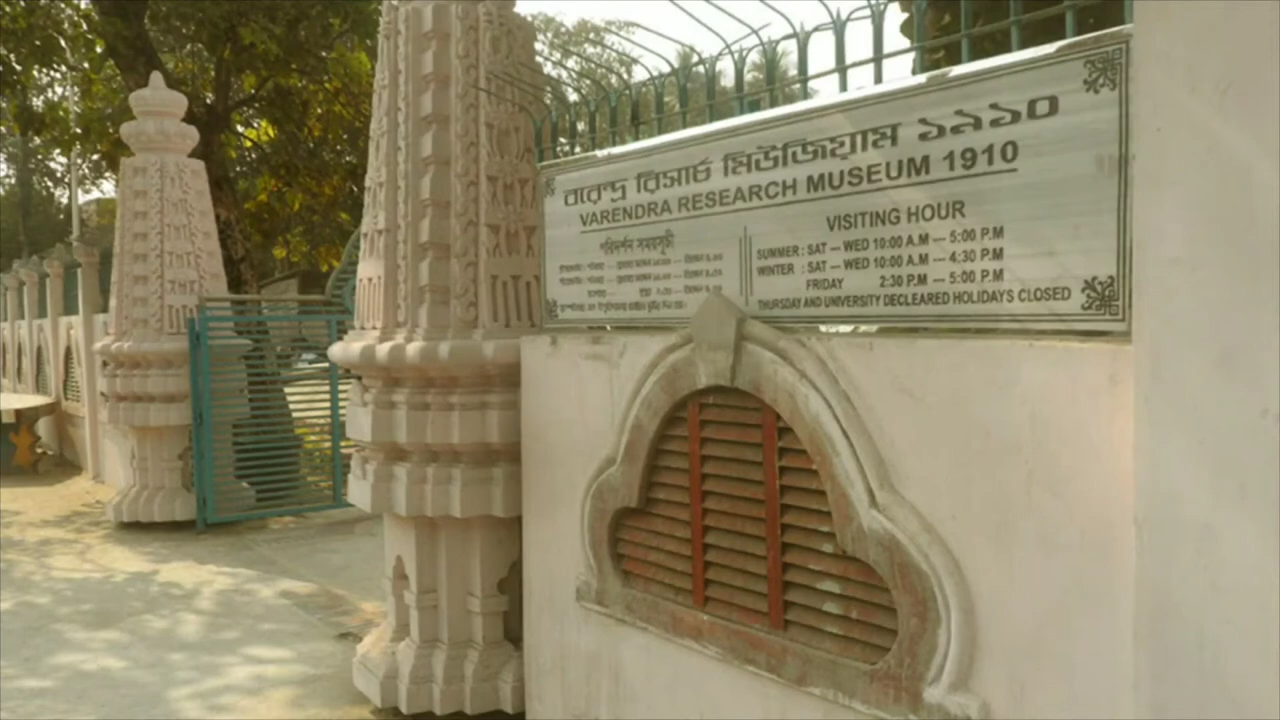 বরেন্দ্র রিসার্চ মিউজিয়াম ১৯১০
VARENDRA RESEARCH MUSEUM 1910
পরিদর্শন সময়সূচী
VISITING HOUR
SUMMER : SAT --- WED 10:00 A.M --- 5:00 P.M
WINTER : SAT --- WED 10:00 A.M --- 4:30 P.M
FRIDAY 2:30 P.M --- 5:00 P.M
THURSDAY AND UNIVERSITY DECLEARED HOLIDAYS CLOSED